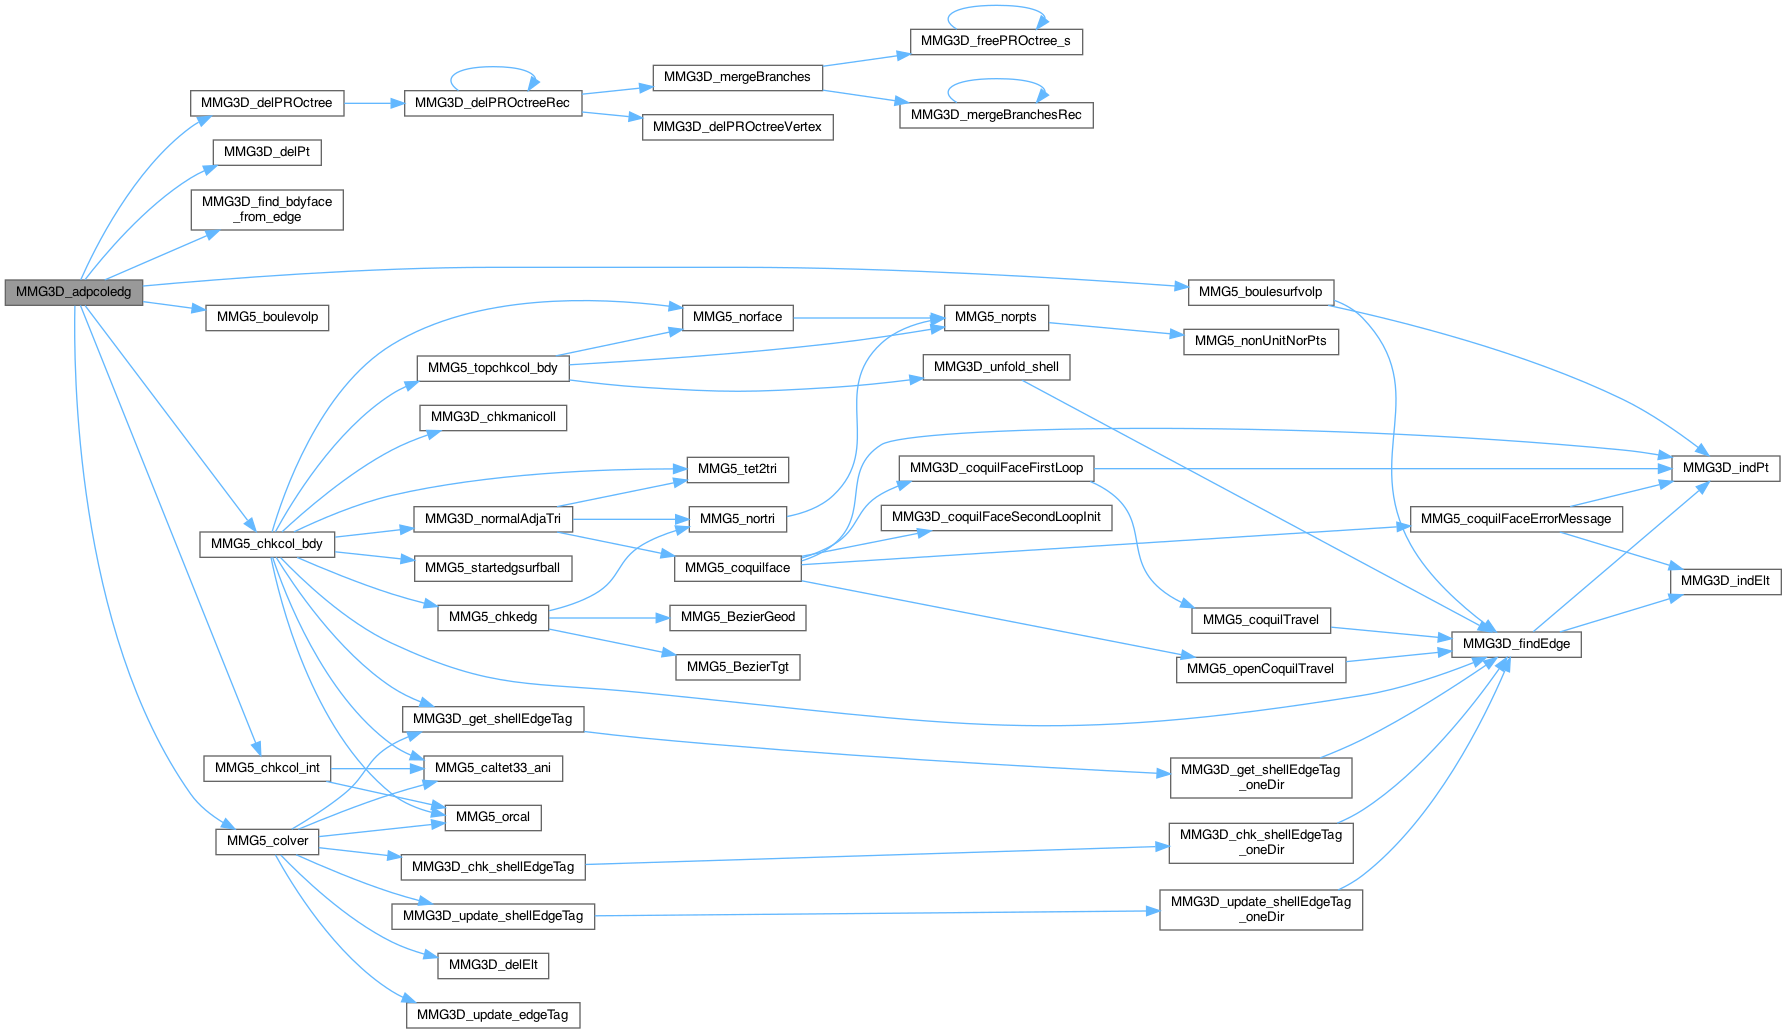 MMG3D_freePROctree_s
MMG3D_mergeBranches
MMG3D_delPROctree
MMG3D_delPROctreeRec
MMG3D_mergeBranchesRec
MMG3D_delPROctreeVertex
MMG3D_delPt
MMG3D_find_bdyface
_from_edge
MMG3D_adpcoledg
MMG5_boulesurfvolp
MMG5_boulevolp
MMG5_norface
MMG5_norpts
MMG5_nonUnitNorPts
MMG5_topchkcol_bdy
MMG3D_unfold_shell
MMG3D_chkmanicoll
MMG5_tet2tri
MMG3D_coquilFaceFirstLoop
MMG3D_indPt
MMG3D_normalAdjaTri
MMG5_nortri
MMG3D_coquilFaceSecondLoopInit
MMG5_coquilFaceErrorMessage
MMG5_chkcol_bdy
MMG5_startedgsurfball
MMG5_coquilface
MMG3D_indElt
MMG5_chkedg
MMG5_BezierGeod
MMG5_coquilTravel
MMG3D_findEdge
MMG5_BezierTgt
MMG5_openCoquilTravel
MMG3D_get_shellEdgeTag
MMG5_chkcol_int
MMG5_caltet33_ani
MMG3D_get_shellEdgeTag
_oneDir
MMG5_orcal
MMG5_colver
MMG3D_chk_shellEdgeTag
_oneDir
MMG3D_chk_shellEdgeTag
MMG3D_update_shellEdgeTag
MMG3D_update_shellEdgeTag
_oneDir
MMG3D_delElt
MMG3D_update_edgeTag